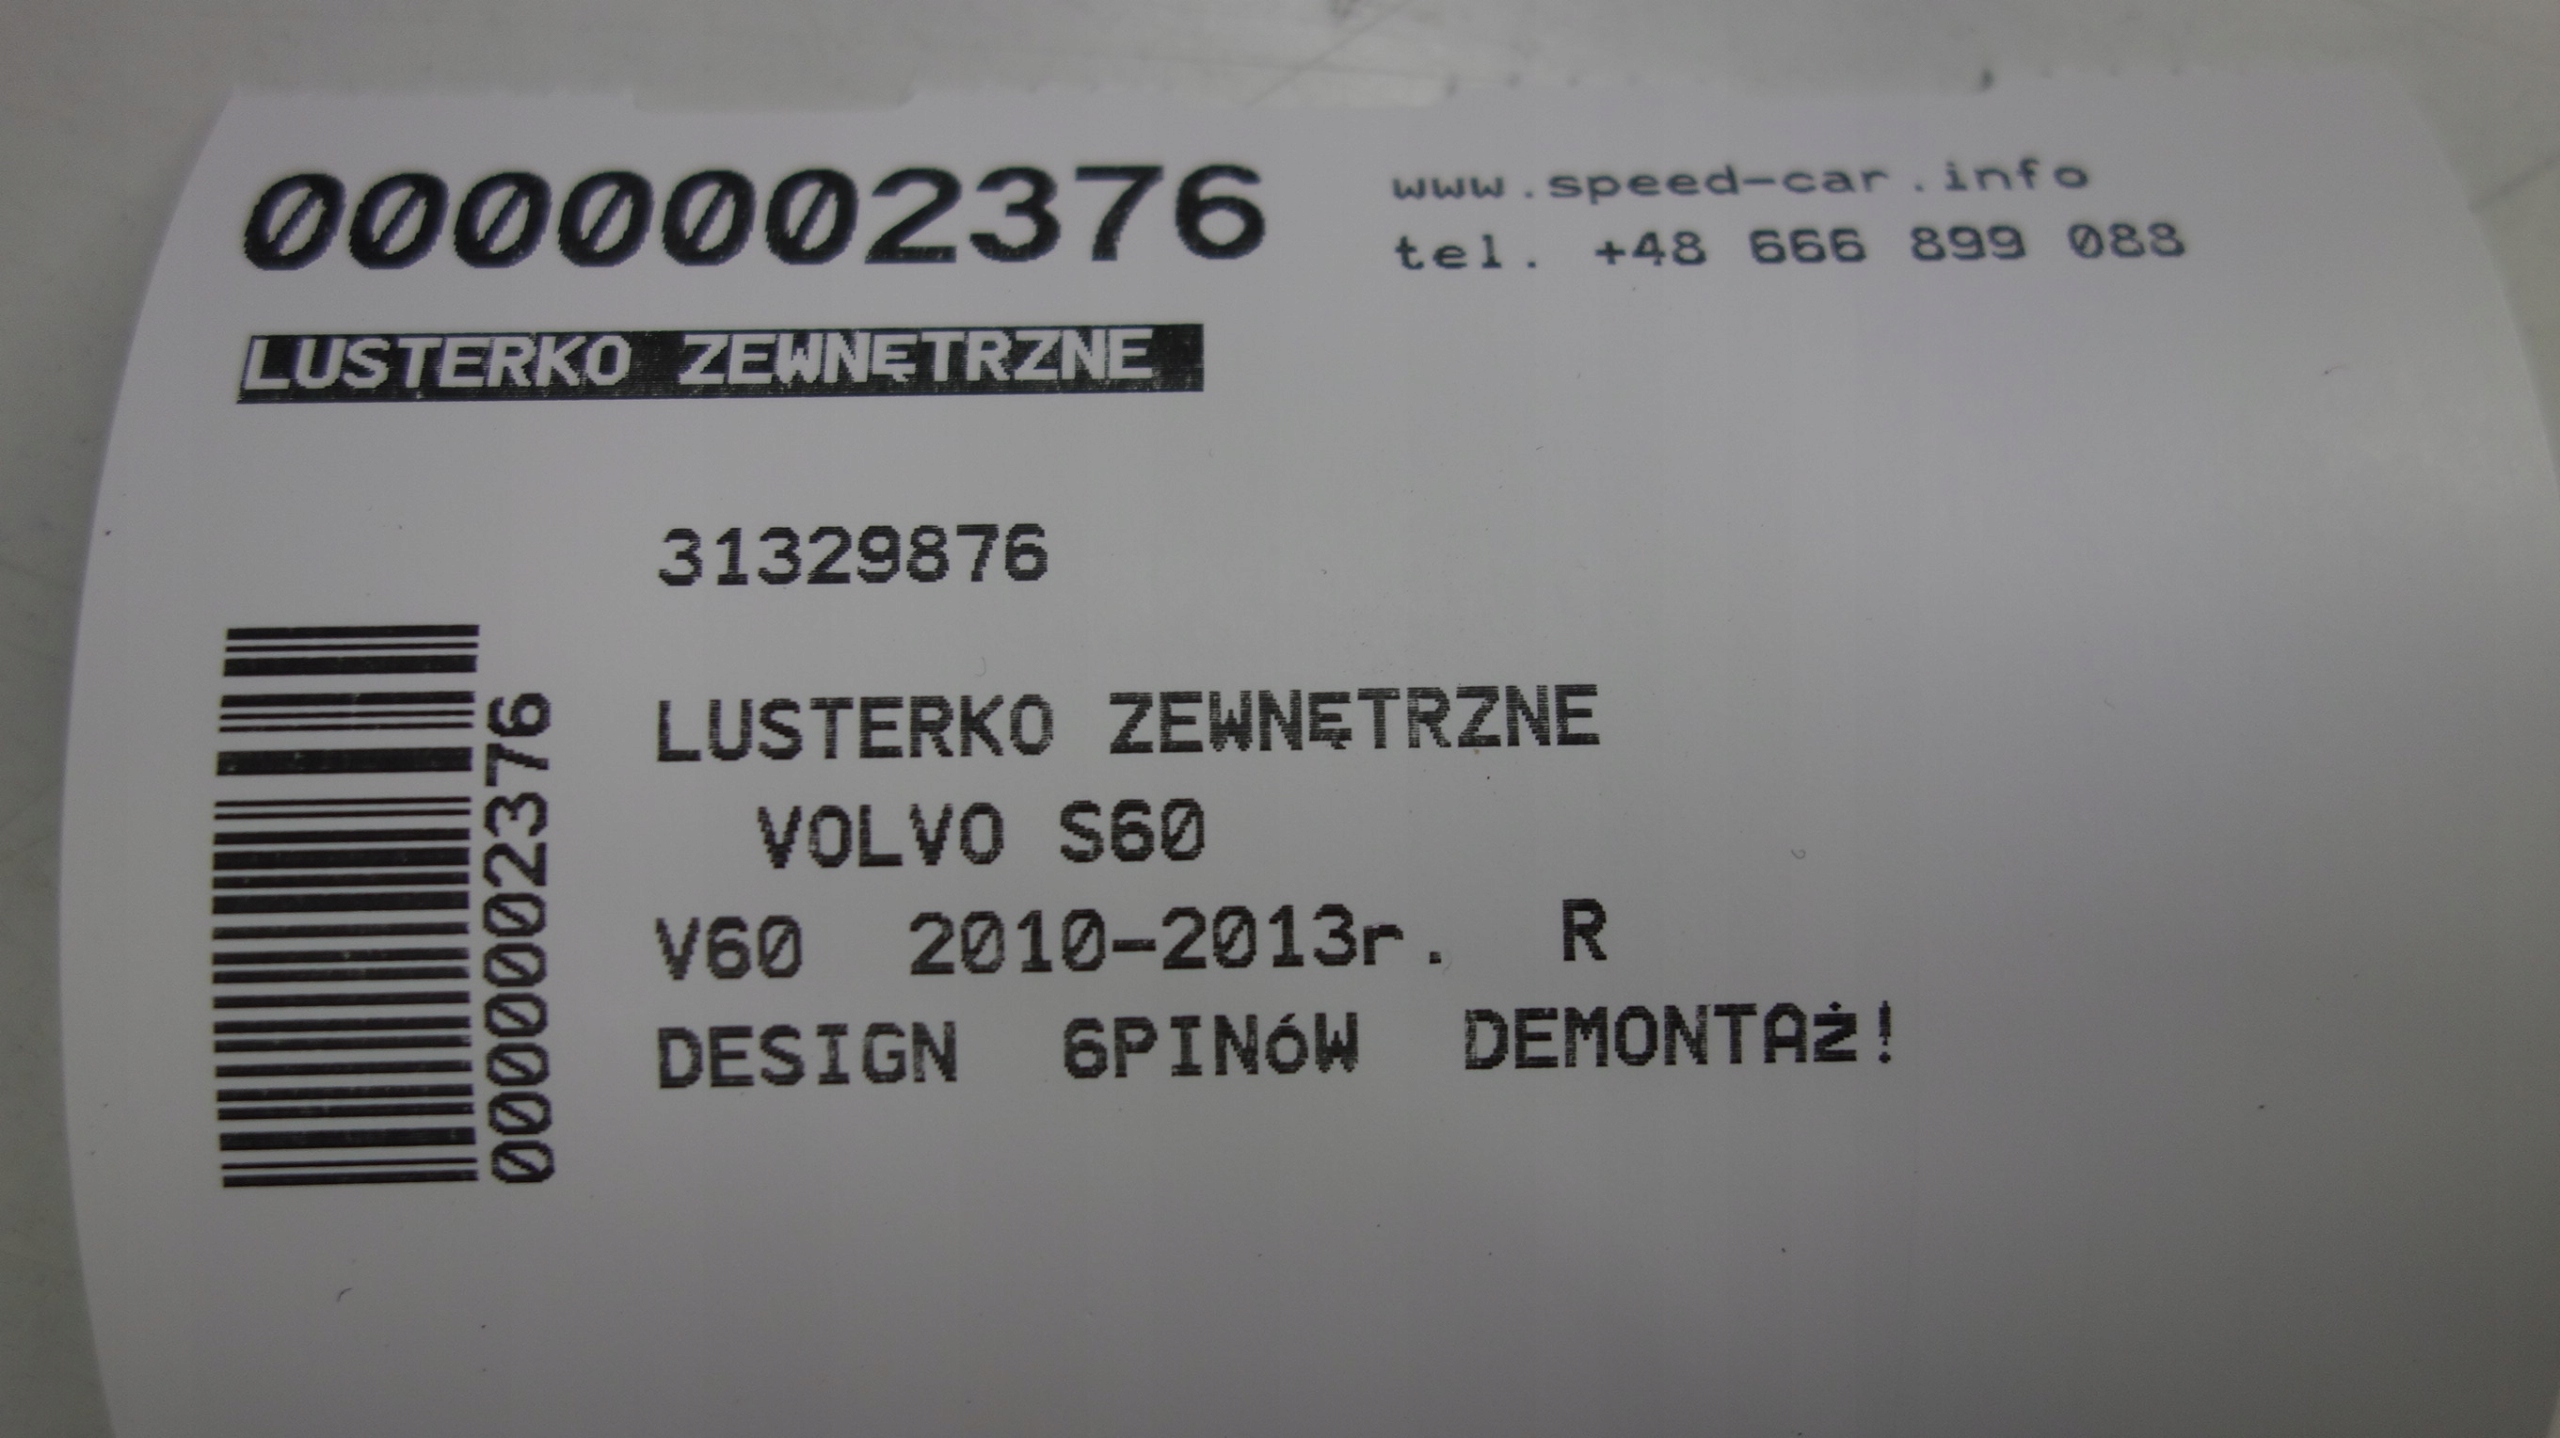 0000002376
www.speed-car.info
tel. +48 666 899 088
LUSTERKO ZEWNĘTRZNE
31329876
0000002376
LUSTERKO ZEWNĘTRZNE
VOLVO S60
V60 2010-2013r. R
DESIGN 6PINóW DEMONTAż!